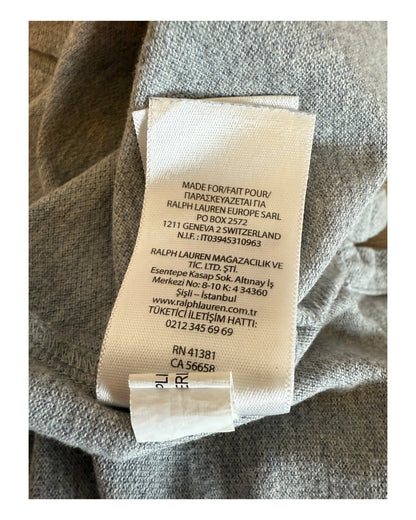 MADE FOR/FAIT POUR/
ΠΑΡΑΣΚΕΥΑΖΕΤΑΙ ΓΙΑ
RALPH LAUREN EUROPE SARL
PO BOX 2572
1211 GENEVA 2 SWITZERLAND
N.I.F. : IT03945310963
RALPH LAUREN MAGAZACILIK VE
TİC. LTD. ŞTİ.
Esentepe Kasap Sok. Altınay İş
Merkezi No: 8-10 K: 4 34360
Şişli – İstanbul
www.ralphlauren.com.tr
TÜKETİCİ İLETİŞİM HATTI:
0212 345 69 69
RN 41381
CA 56658